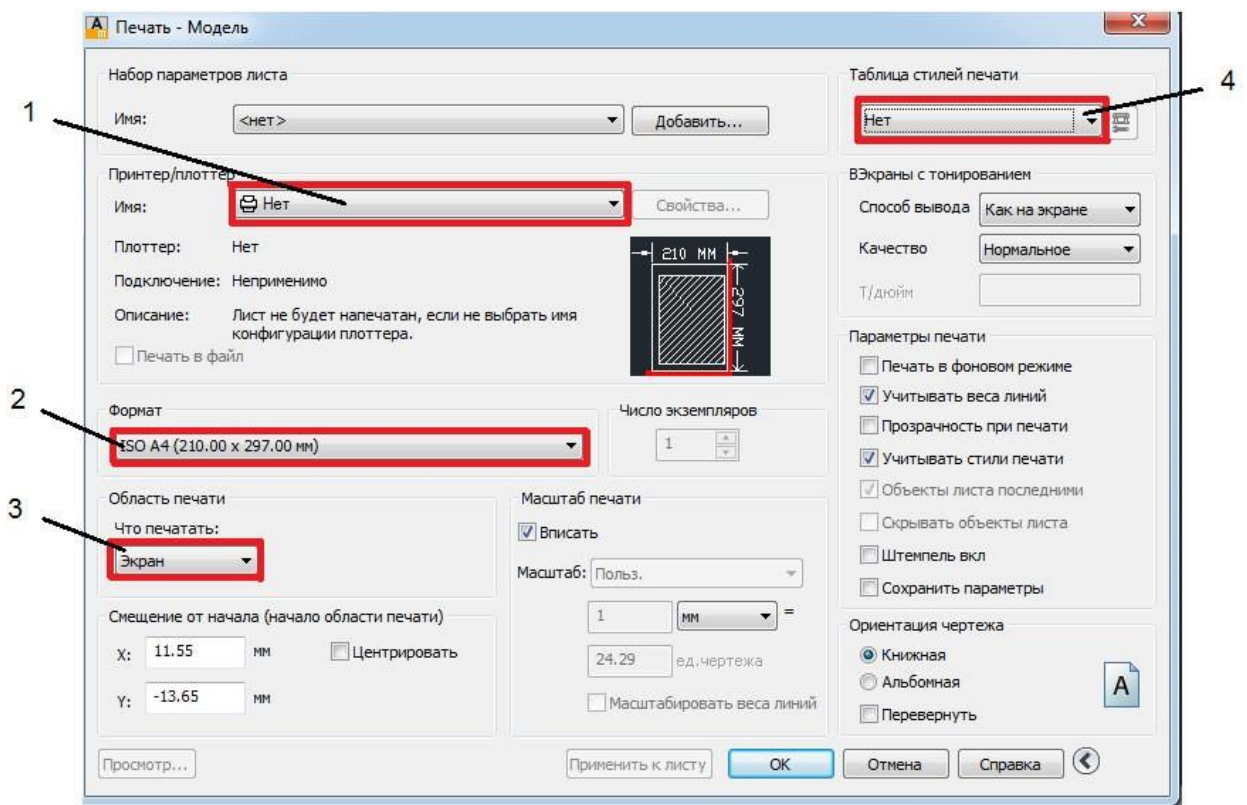 Печать - Модель
Набор параметров листа
Имя:
<нет>
Добавить...
Таблица стилей печати
4
Нет
1
Принтер/плоттер
Имя:
Нет
Свойства...
Плоттер:
Нет
Подключение:
Неприменимо
Описание:
Лист не будет напечатан, если не выбрать имя
конфигурации плоттера.
Печать в файл
210 MM
297 MM
ВЭкраны с тонированием
Способ вывода
Как на экране
Качество
Нормальное
Т/дюйм
2
Формат
ISO A4 (210.00 x 297.00 мм)
Число экземпляров
1
Параметры печати
Печать в фоновом режиме
Учитывать веса линий
Прозрачность при печати
Учитывать стили печати
Объекты листа последними
Скрывать объекты листа
Штемпель вкл
Сохранить параметры
3
Область печати
Что печатать:
Экран
Масштаб печати
Вписать
Масштаб:
Польз.
1
мм
=
24.29
ед.чертежа
Масштабировать веса линий
Смещение от начала (начало области печати)
X:
11.55
мм
Центрировать
Y:
-13.65
мм
Ориентация чертежа
Книжная
Альбомная
Перевернуть
A
Просмотр...
Применить к листу
ОК
Отмена
Справка